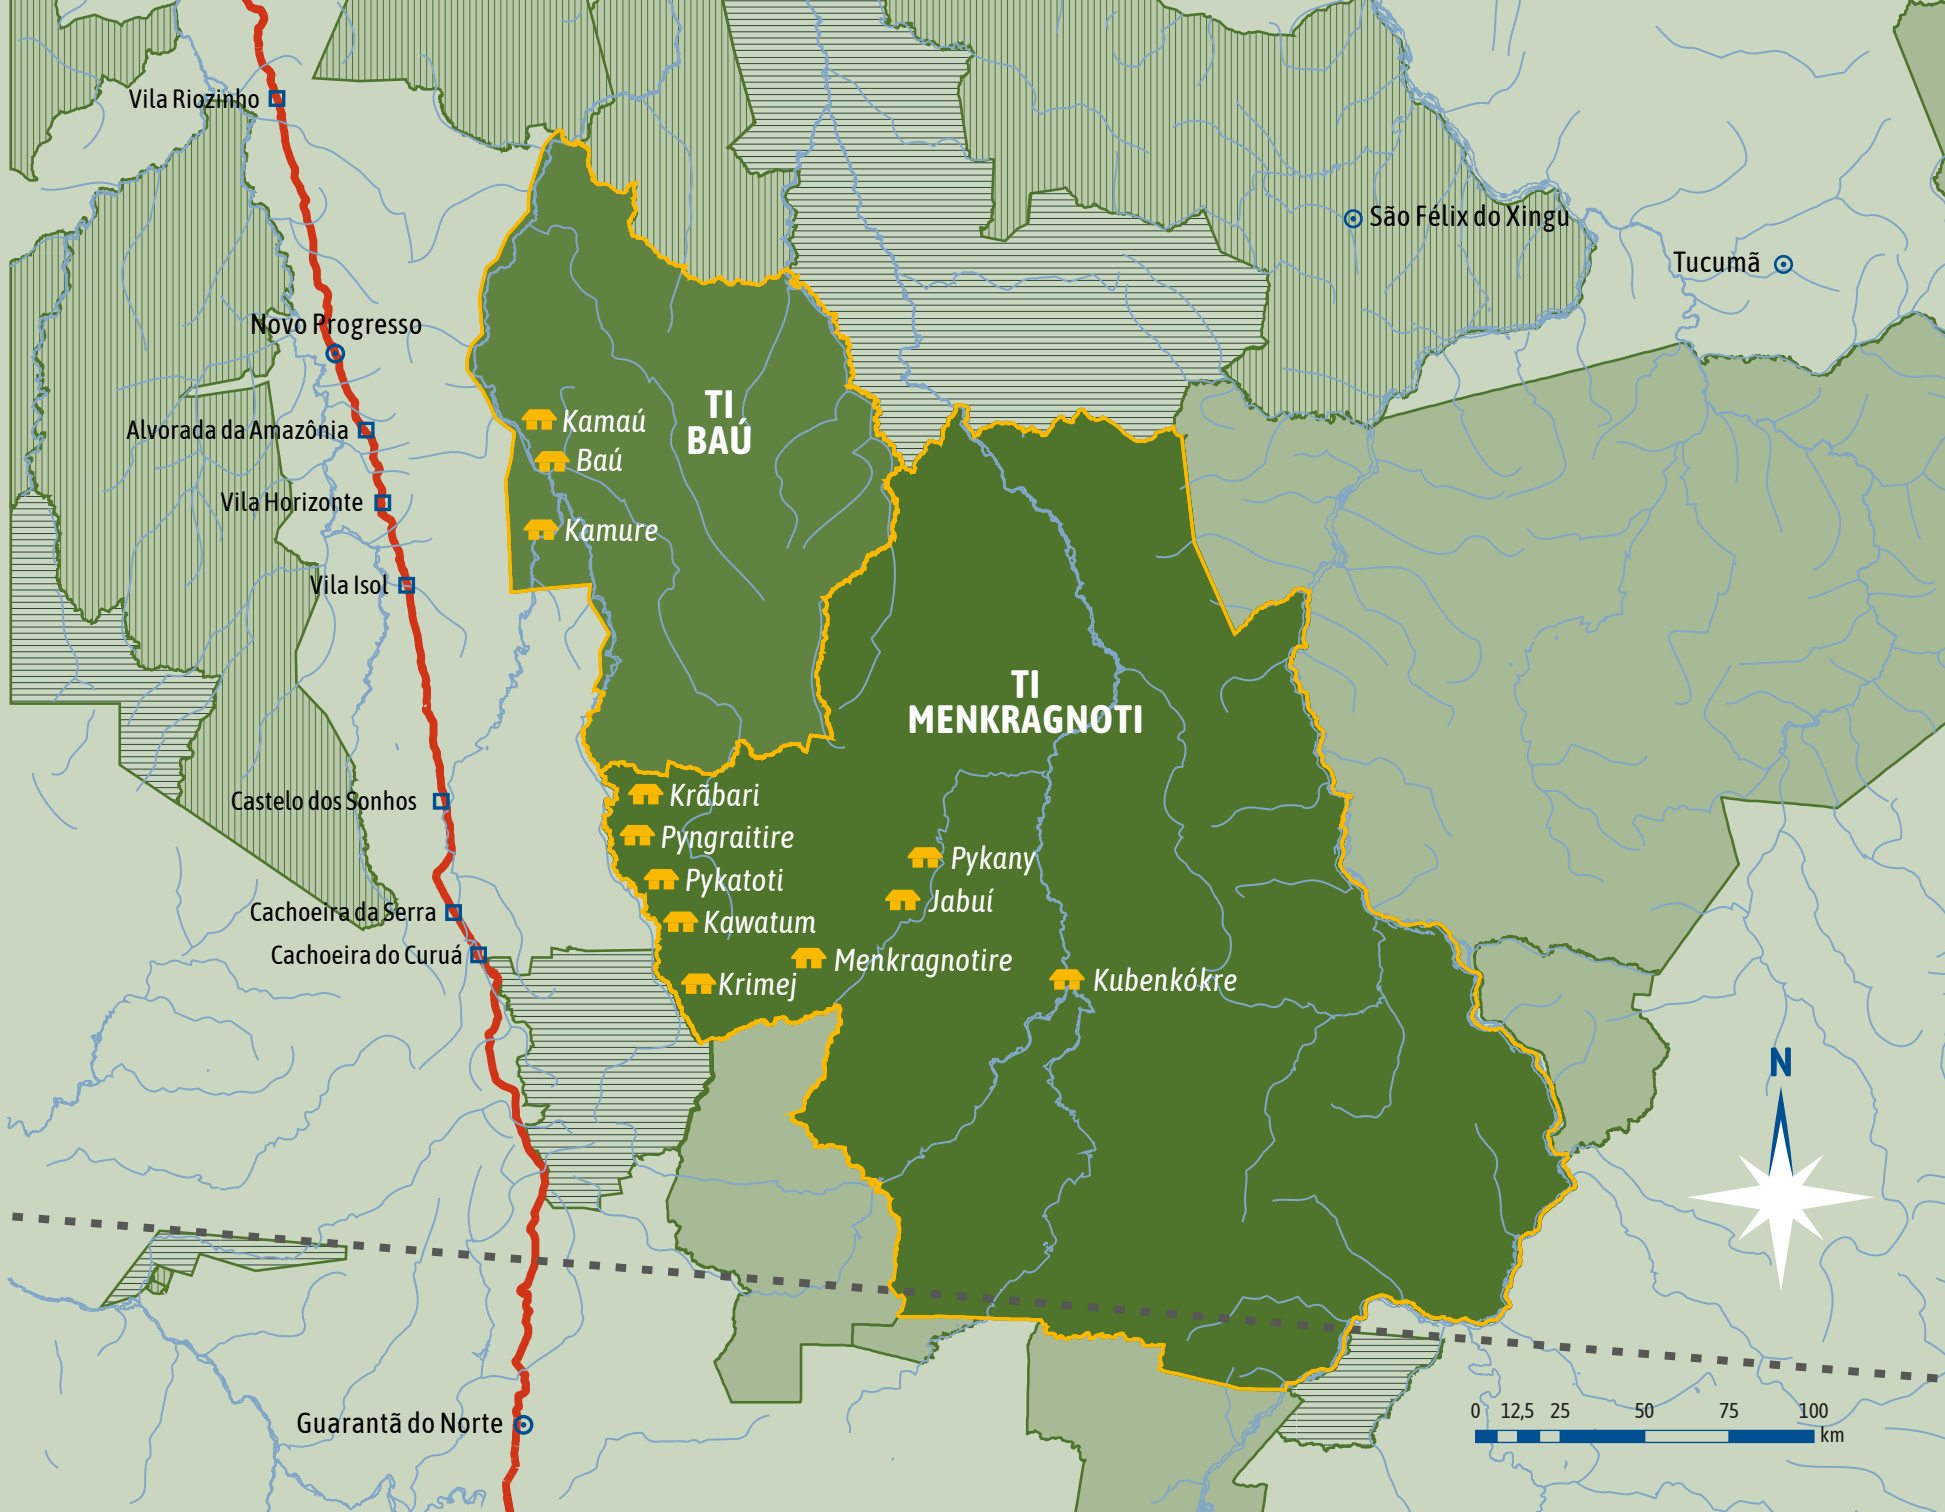 Vila Riozinho
São Félix do Xingu
Tucumã
Novo Progresso
Kamaú
TI
BAÚ
Alvorada da Amazônia
Baú
Vila Horizonte
Kamure
Vila Isol
TI
MENKRAGNOTI
Krãbari
Castelo dos Sonhos
Pyngraitire
Pykany
Pykatoti
Jabuí
Cachoeira da Serra
Kawatum
Cachoeira do Curuá
Menkragnotire
Krimej
Kubenkókre
N
0 12,5 25 50 75 100
km
Guarantã do Norte